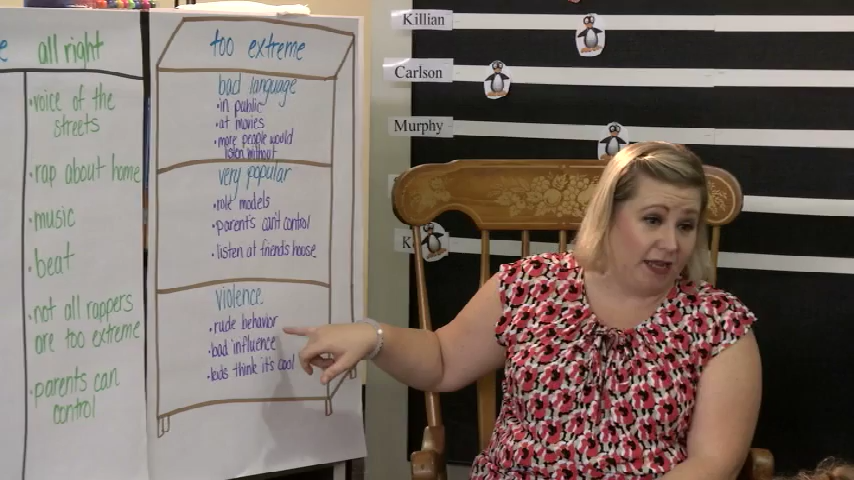 e all right
•voice of the
streets
•rap about home
•music
•beat
•not all rappers
are too extreme
•parents can
control
too extreme
bad language
•in public
•at movies
•more people would
listen without
very popular
•role models
•parent's can't control
•listen at friend's house
violence
•rude behavior
•bad influence
•kids think it's cool
Killian
Carlson
Murphy